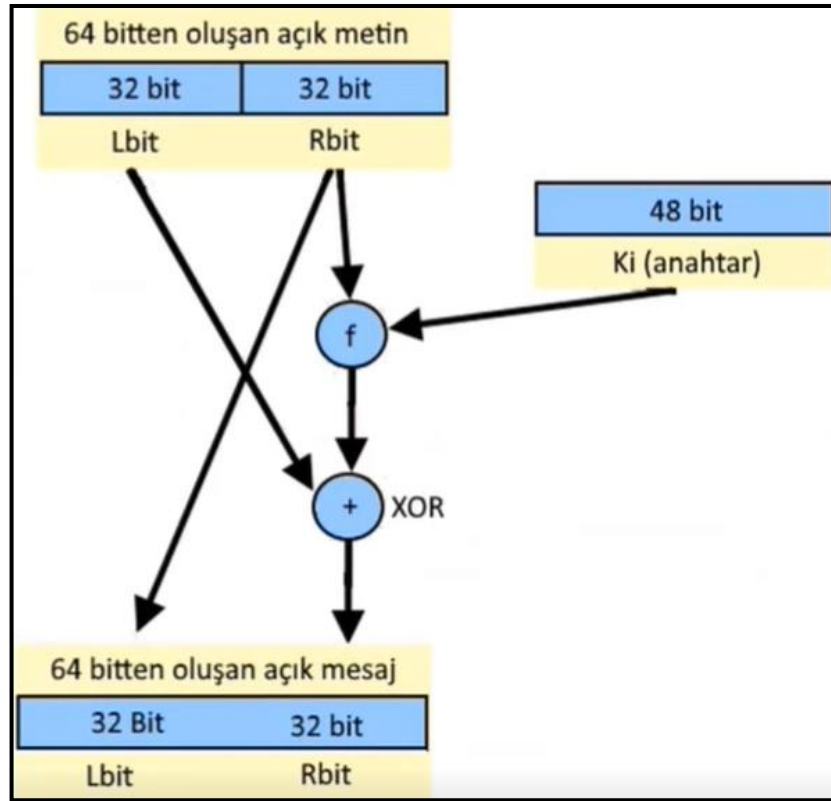 64 bitten oluşan açık metin
32 bit 32 bit
Lbit Rbit
48 bit
Ki (anahtar)
f
+ XOR
64 bitten oluşan açık mesaj
32 Bit 32 bit
Lbit Rbit